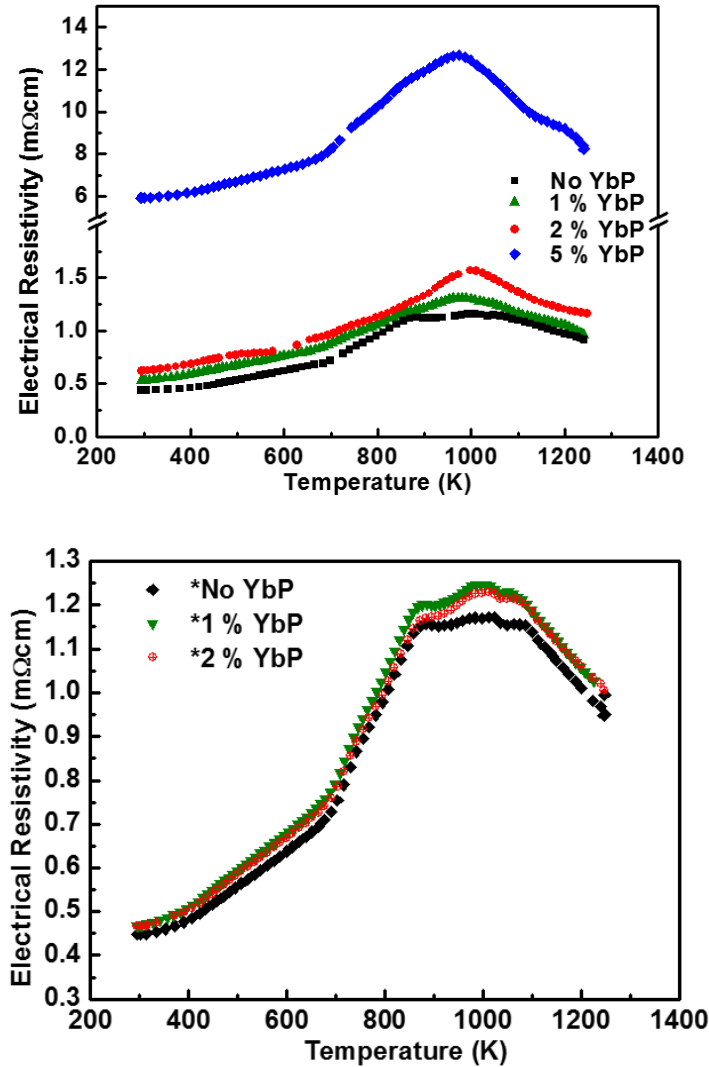 Electrical Resistivity (mΩcm)
14
12
10
8
6
1.5
1.0
0.5
0.0
No YbP
1 % YbP
2 % YbP
5 % YbP
200 400 600 800 1000 1200 1400
Temperature (K)
Electrical Resistivity (mΩcm)
1.3
1.2
1.1
1.0
0.9
0.8
0.7
0.6
0.5
0.4
0.3
*No YbP
*1 % YbP
*2 % YbP
200 400 600 800 1000 1200 1400
Temperature (K)